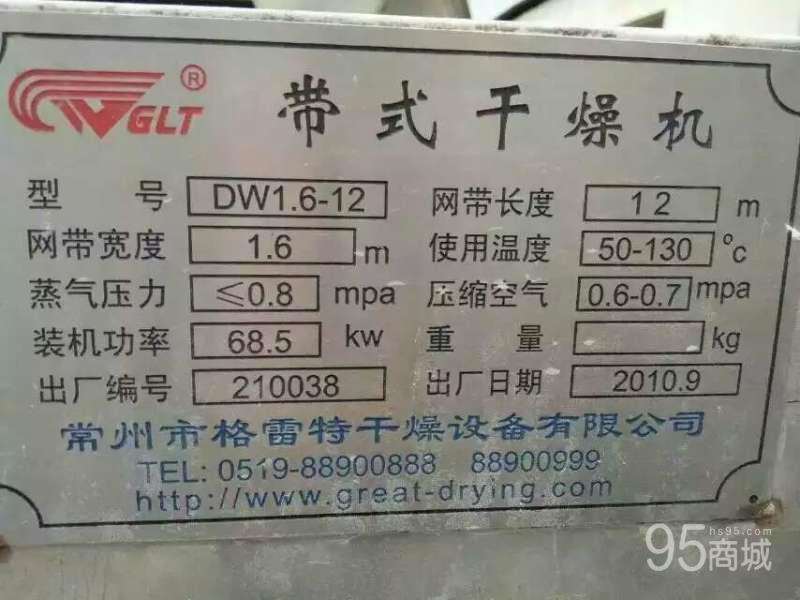 GLT ® 带式干燥机
型号 DW1.6-12 网带长度 12 m
网带宽度 1.6 m 使用温度 50-130 °c
蒸气压力 ≤0.8 mpa 压缩空气 0.6-0.7 mpa
装机功率 68.5 kw 重量 kg
出厂编号 210038 出厂日期 2010.9
常州市格雷特干燥设备有限公司
TEL: 0519-88900888 88900999
http://www.great-drying.com
95商城 hs95.com